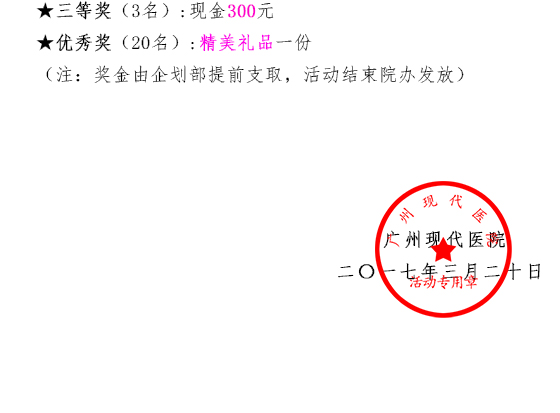 ★三等奖（3名）:现金300元
★优秀奖（20名）:精美礼品一份
（注：奖金由企划部提前支取，活动结束院办发放）
广州现代医院
广州现代医院
二〇一七年三月二十日
活动专用章